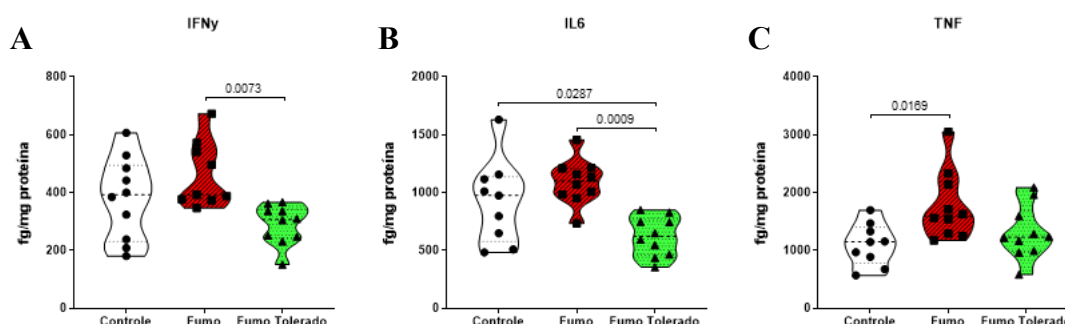 A
IFNy
fg/mg proteína
800
600
400
200
0
0.0073
Controle
Fumo
Fumo Tolerado
B
IL6
fg/mg proteína
2000
1500
1000
500
0
0.0287
0.0009
Controle
Fumo
Fumo Tolerado
C
TNF
fg/mg proteína
4000
3000
2000
1000
0
0.0169
Controle
Fumo
Fumo Tolerado